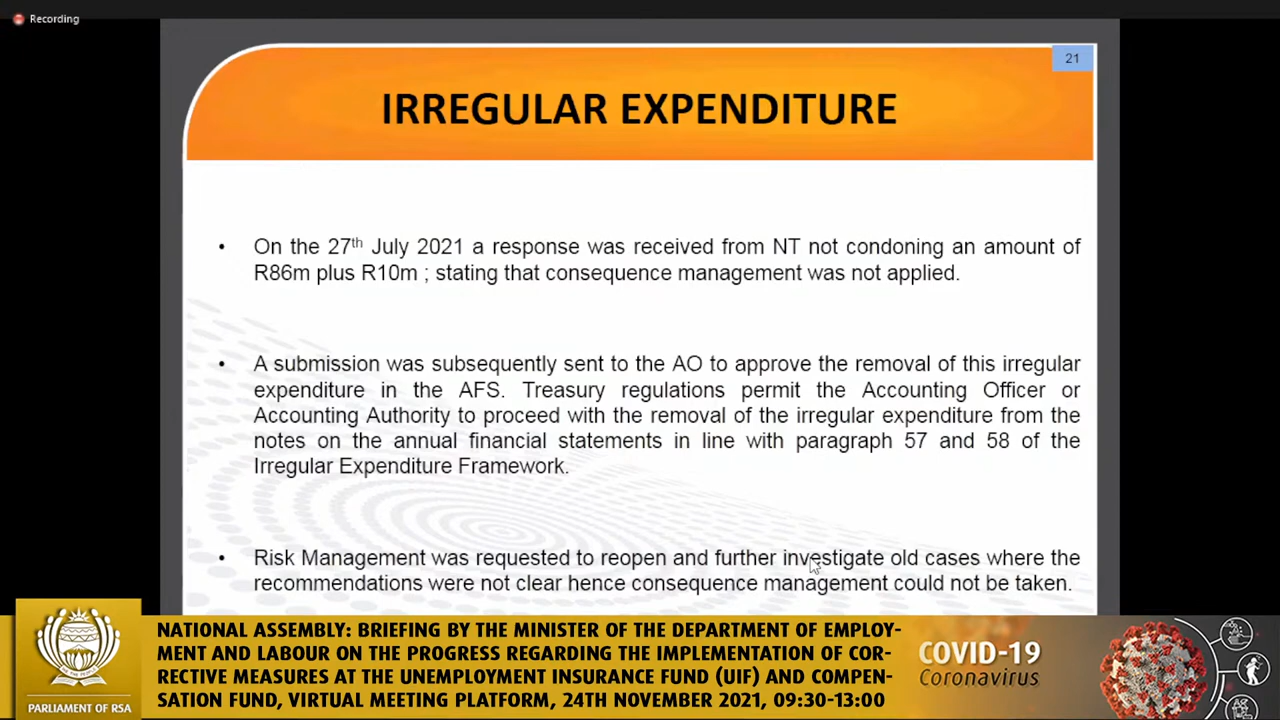 Recording
21
IRREGULAR EXPENDITURE
• On the 27th July 2021 a response was received from NT not condoning an amount of
R86m plus R10m ; stating that consequence management was not applied.
• A submission was subsequently sent to the AO to approve the removal of this irregular
expenditure in the AFS. Treasury regulations permit the Accounting Officer or
Accounting Authority to proceed with the removal of the irregular expenditure from the
notes on the annual financial statements in line with paragraph 57 and 58 of the
Irregular Expenditure Framework.
• Risk Management was requested to reopen and further investigate old cases where the
recommendations were not clear hence consequence management could not be taken.
NATIONAL ASSEMBLY: BRIEFING BY THE MINISTER OF THE DEPARTMENT OF EMPLOY-
MENT AND LABOUR ON THE PROGRESS REGARDING THE IMPLEMENTATION OF COR-
RECTIVE MEASURES AT THE UNEMPLOYMENT INSURANCE FUND (UIF) AND COMPEN-
SATION FUND, VIRTUAL MEETING PLATFORM, 24TH NOVEMBER 2021, 09:30-13:00
PARLIAMENT OF RSA
COVID-19
Coronavirus